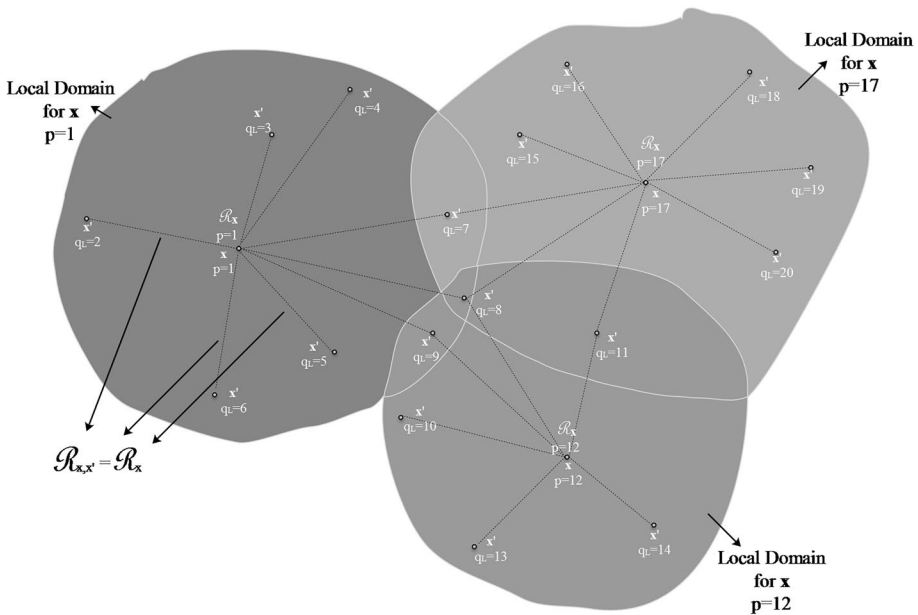 Local Domain
for x
p=1
x'
qL=2
x'
qL=3
x'
qL=4
ℛx
p=1
x
p=1
x'
qL=5
x'
qL=6
ℛx,x' = ℛx
x'
qL=7
x'
qL=8
x'
qL=9
Local Domain
for x
p=17
x'
qL=16
x'
qL=18
x'
qL=15
ℛx
p=17
x
p=17
x'
qL=19
x'
qL=20
x'
qL=11
x'
qL=10
ℛx
p=12
x
p=12
x'
qL=13
x'
qL=14
Local Domain
for x
p=12